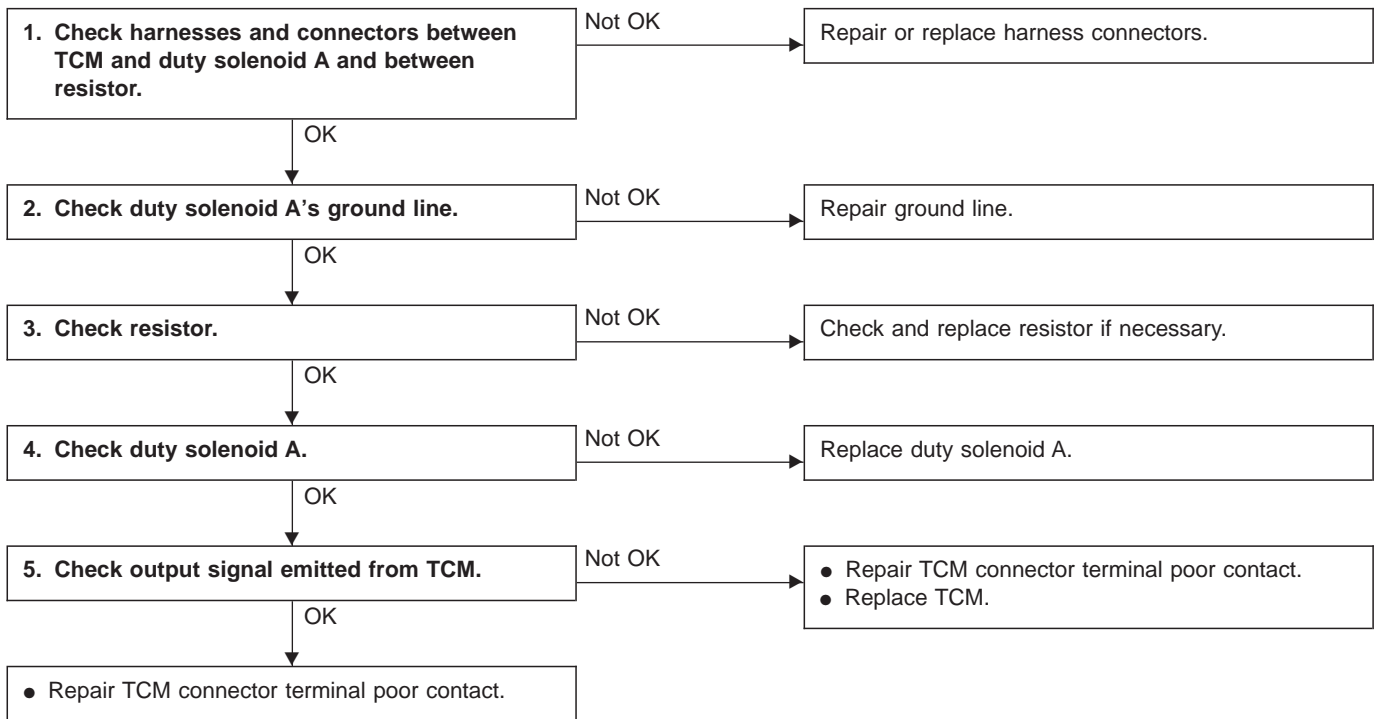 1. Check harnesses and connectors between
TCM and duty solenoid A and between
resistor.
Not OK
Repair or replace harness connectors.
OK
2. Check duty solenoid A’s ground line.
Not OK
Repair ground line.
OK
3. Check resistor.
Not OK
Check and replace resistor if necessary.
OK
4. Check duty solenoid A.
Not OK
Replace duty solenoid A.
OK
5. Check output signal emitted from TCM.
Not OK
● Repair TCM connector terminal poor contact.
● Replace TCM.
OK
● Repair TCM connector terminal poor contact.